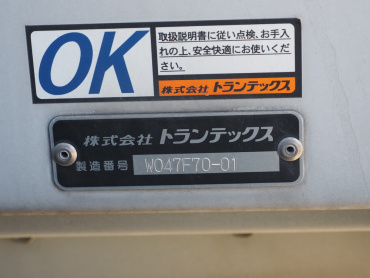 OK
取扱説明書に従い点検、お手入
れの上、安全快適にお使いくだ
さい。
株式会社 トランテックス
株式会社 トランテックス
製造番号 W047F70-01